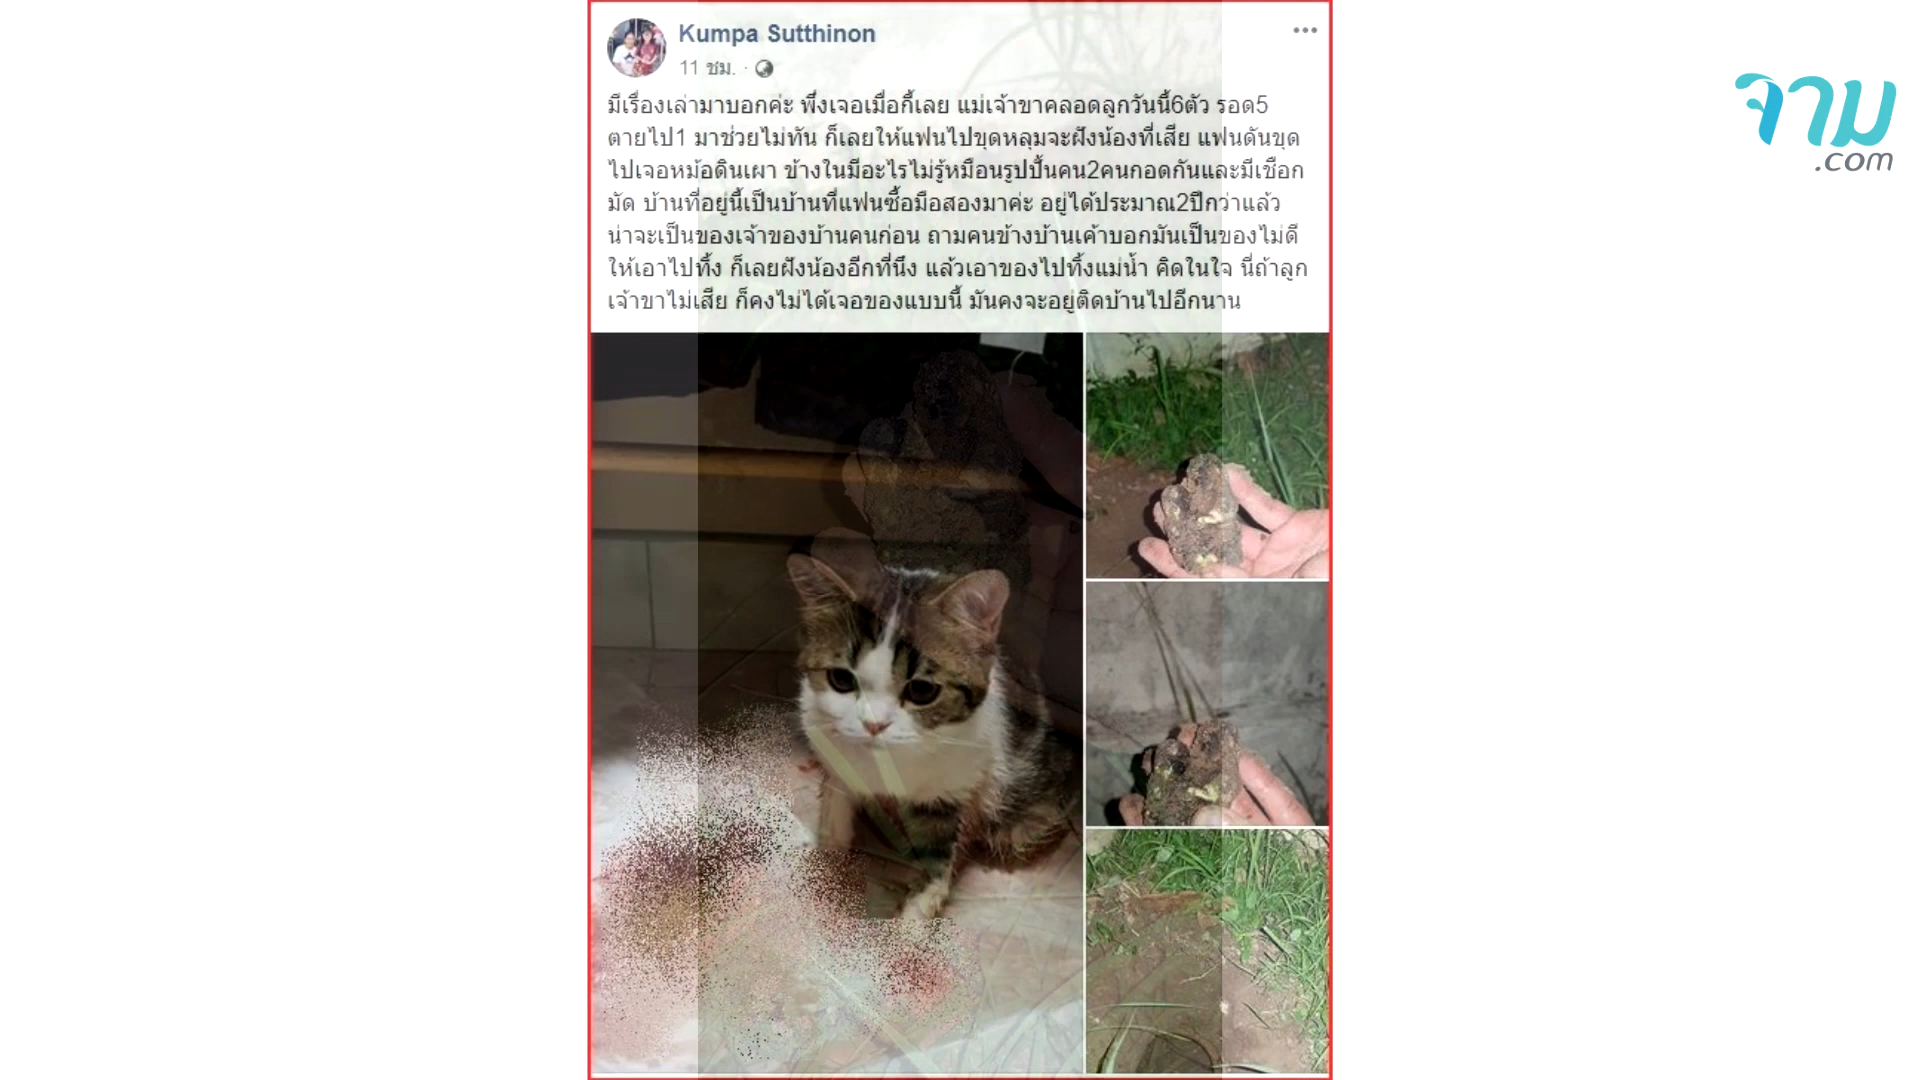 Kumpa Sutthinon
11 ชม.
มีเรื่องเล่ามาบอกค่ะ พึ่งเจอเมื่อกี้เลย แม่เจ้าขาคลอดลูกวันนี้6ตัว รอด5
ตายไป1 มาช่วยไม่ทัน ก็เลยให้แฟนไปขุดหลุมจะฝังน้องที่เสีย แฟนดันขุด
ไปเจอหม้อดินเผา ข้างในมีอะไรไม่รู้หมือนรูปปั้นคน2คนกอดกันและมีเชือก
มัด บ้านที่อยู่นี้เป็นบ้านที่แฟนซื้อมือสองมาค่ะ อยู่ได้ประมาณ2ปีกว่าแล้ว
น่าจะเป็นของเจ้าของบ้านคนก่อน ถามคนข้างบ้านเค้าบอกมันเป็นของไม่ดี
ให้เอาไปทิ้ง ก็เลยฝังน้องอีกที่นึง แล้วเอาของไปทิ้งแม่น้ำ คิดในใจ นี่ถ้าลูก
เจ้าขาไม่เสีย ก็คงไม่ได้เจอของแบบนี้ มันคงจะอยู่ติดบ้านไปอีกนาน
จาม
.com